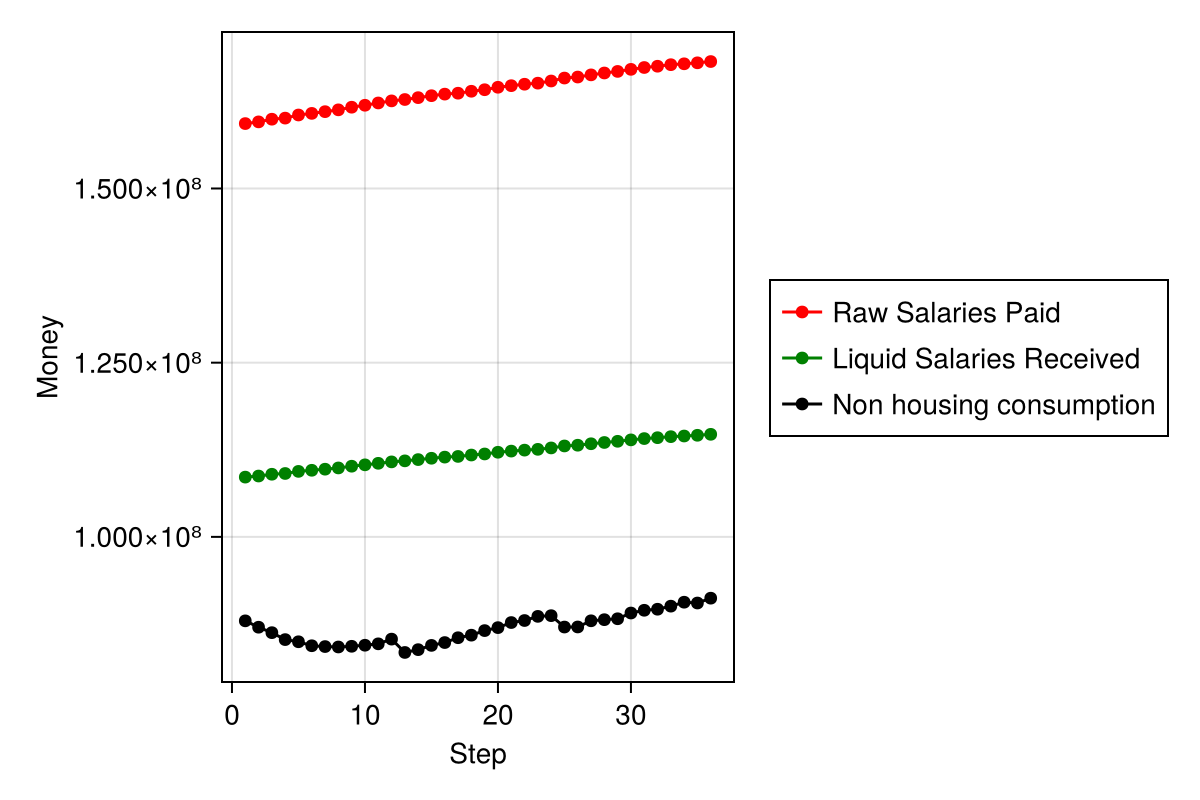 1.500×10⁸
1.250×10⁸
1.000×10⁸
Money
0 10 20 30
Step
Raw Salaries Paid
Liquid Salaries Received
Non housing consumption